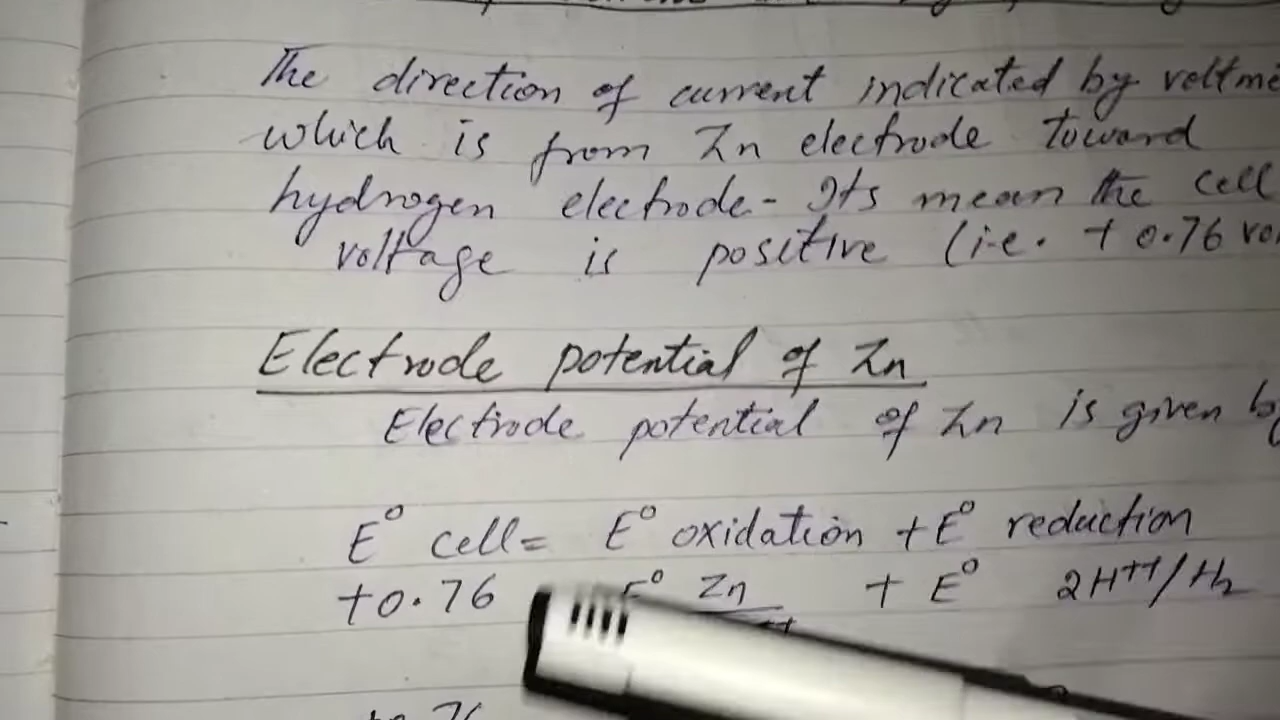 The direction of current indicated by voltme
which is from Zn electrode toward
hydrogen electrode- Its mean the cell
voltage is positive (i.e. +0.76 vo
Electrode potential of Zn
Electrode potential of Zn is given by
E° cell= E° oxidation + E° reduction
+0.76 E° Zn + E° 2H++/H2